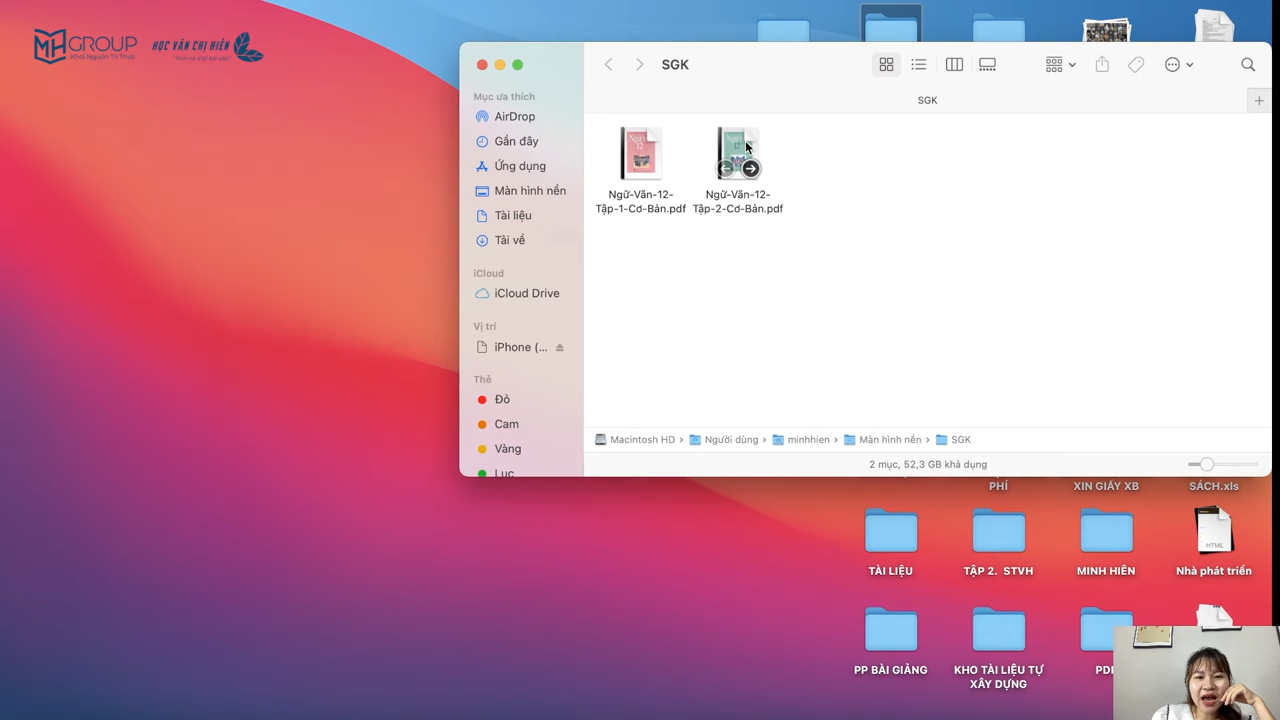 MHGROUP
Khơi Nguồn Tri Thức
HỌC VĂN CHỊ HIÊN
SGK
SGK
Mục ưa thích
AirDrop
Gần đây
Ứng dụng
Màn hình nền
Tài liệu
Tải về
iCloud
iCloud Drive
Vị trí
iPhone (...
Thẻ
Đỏ
Cam
Vàng
Lục
Ngữ-Văn-12-
Tập-1-Cơ-Bản.pdf
Ngữ-Văn-12-
Tập-2-Cơ-Bản.pdf
Macintosh HD › Người dùng › minhhien › Màn hình nền › SGK
2 mục, 52,3 GB khả dụng
PHÍ
XIN GIẤY XB
SÁCH.xls
TÀI LIỆU
TẬP 2. STVH
MINH HIÊN
HTML
Nhà phát triển
PP BÀI GIẢNG
KHO TÀI LIỆU TỰ
XÂY DỰNG